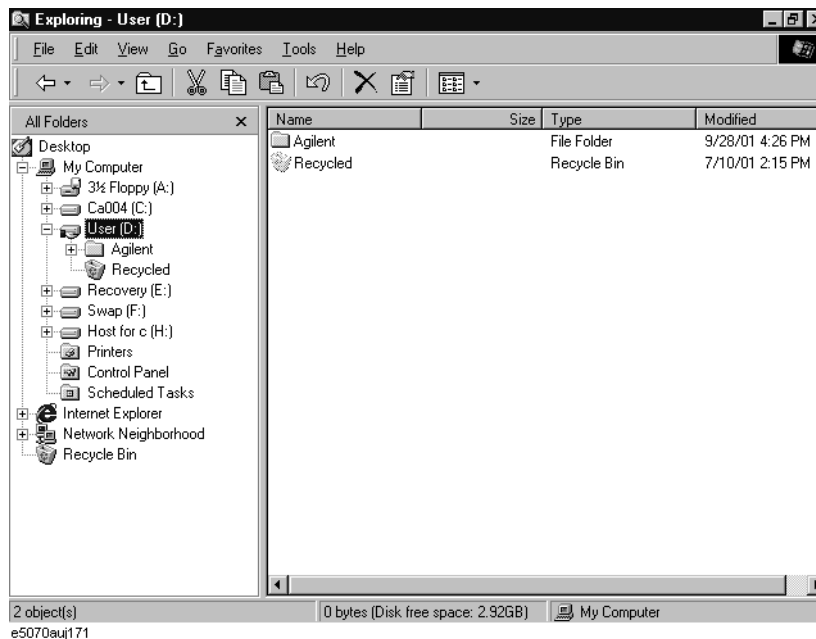 Exploring - User (D:)
File Edit View Go Favorites Tools Help
All Folders
Name Size Type Modified
Desktop
My Computer
3½ Floppy (A:)
Ca004 (C:)
User (D:)
Agilent
Recycled
Recovery (E:)
Swap (F:)
Host for c (H:)
Printers
Control Panel
Scheduled Tasks
Internet Explorer
Network Neighborhood
Recycle Bin
Agilent File Folder 9/28/01 4:26 PM
Recycled Recycle Bin 7/10/01 2:15 PM
2 object(s) 0 bytes (Disk free space: 2.92GB) My Computer
e5070auj171